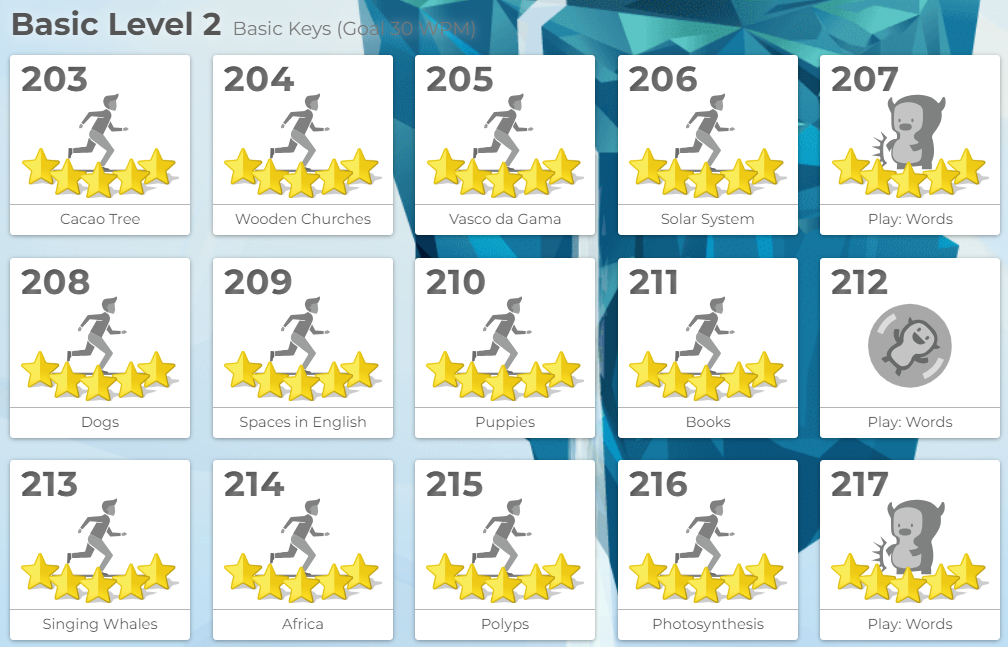 Basic Level 2 Basic Keys (Goal 30 WPM)
203 204 205 206 207
Cacao Tree Wooden Churches Vasco da Gama Solar System Play: Words
208 209 210 211 212
Dogs Spaces in English Puppies Books Play: Words
213 214 215 216 217
Singing Whales Africa Polyps Photosynthesis Play: Words